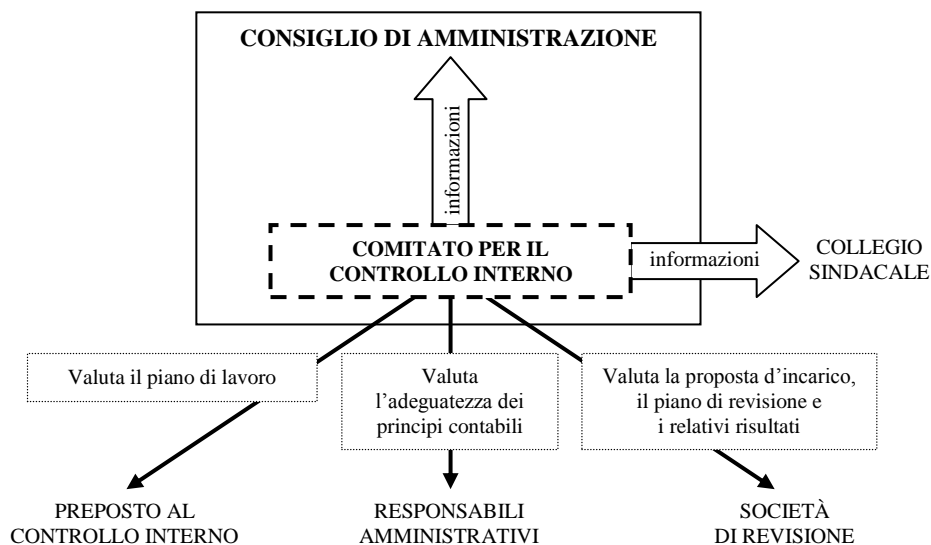 CONSIGLIO DI AMMINISTRAZIONE
informazioni
COMITATO PER IL
CONTROLLO INTERNO
informazioni
COLLEGIO
SINDACALE
Valuta il piano di lavoro
Valuta
l’adeguatezza dei
principi contabili
Valuta la proposta d’incarico,
il piano di revisione e
i relativi risultati
PREPOSTO AL
CONTROLLO INTERNO
RESPONSABILI
AMMINISTRATIVI
SOCIETÀ
DI REVISIONE